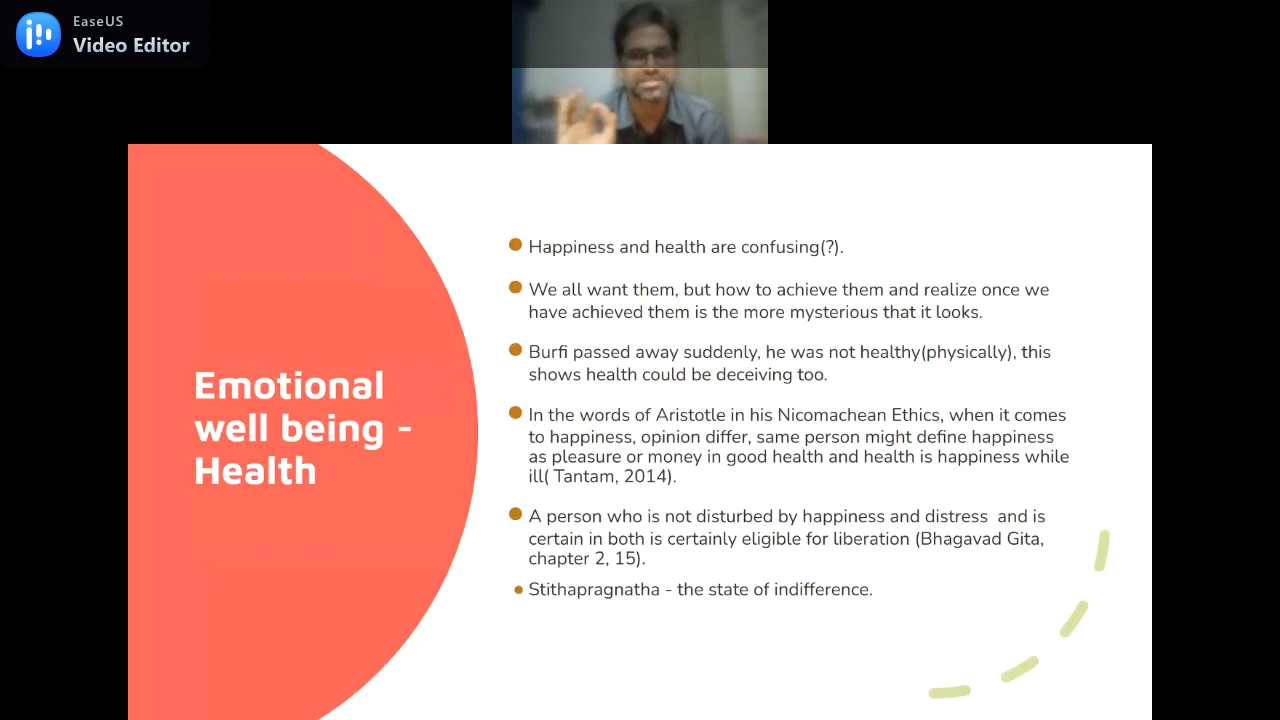 EaseUS
Video Editor
Emotional
well being -
Health
Happiness and health are confusing(?).
We all want them, but how to achieve them and realize once we
have achieved them is the more mysterious that it looks.
Burfi passed away suddenly, he was not healthy(physically), this
shows health could be deceiving too.
In the words of Aristotle in his Nicomachean Ethics, when it comes
to happiness, opinion differ, same person might define happiness
as pleasure or money in good health and health is happiness while
ill( Tantam, 2014).
A person who is not disturbed by happiness and distress  and is
certain in both is certainly eligible for liberation (Bhagavad Gita,
chapter 2, 15).
Stithapragnatha - the state of indifference.